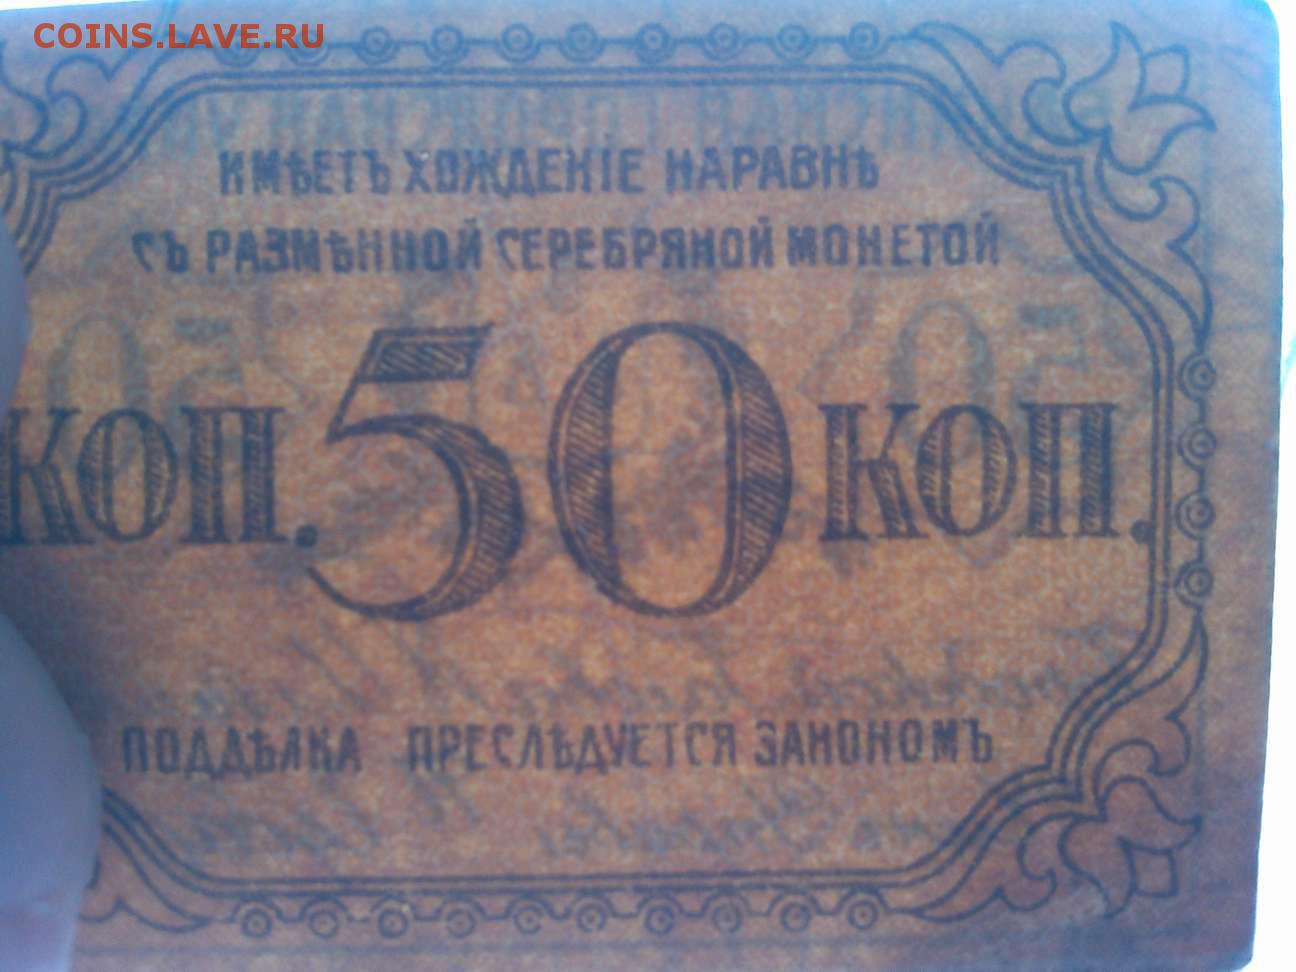 COINS.LAVE.RU
ИМѢЕТЪ ХОЖДЕНІЕ НАРАВНѢ
СЪ РАЗМѢННОЙ СЕРЕБРЯНОЙ МОНЕТОЙ
КОП. 50 КОП.
ПОДДѢЛКА ПРЕСЛѢДУЕТСЯ ЗАКОНОМЪ